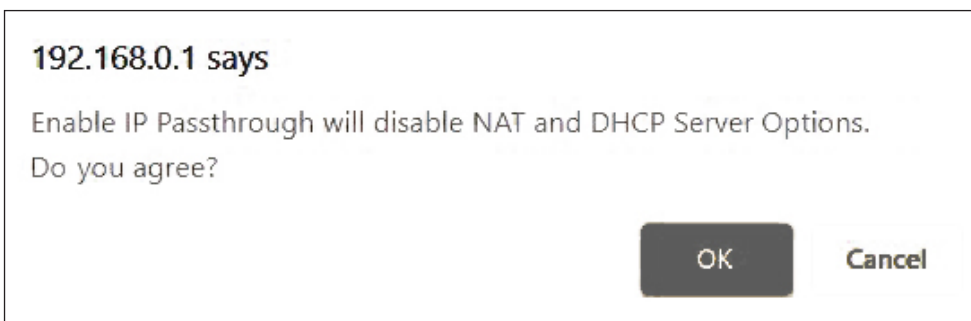 192.168.0.1 says
Enable IP Passthrough will disable NAT and DHCP Server Options.
Do you agree?
OK
Cancel